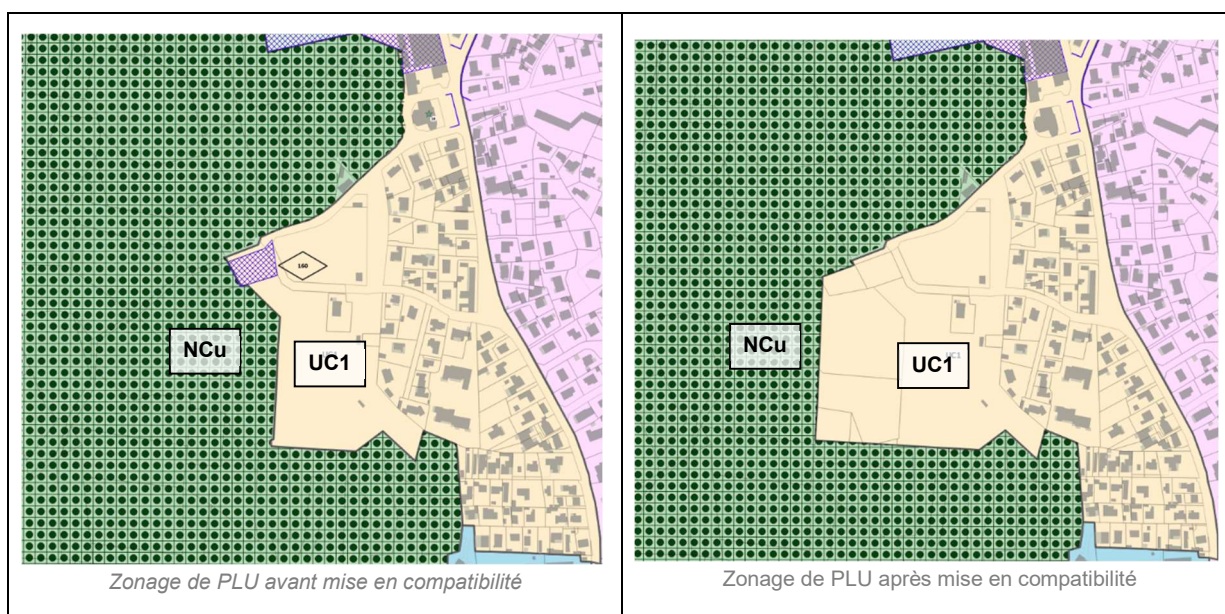 160
NCu
UC1
Zonage de PLU avant mise en compatibilité
NCu
UC1
UC1
Zonage de PLU après mise en compatibilité